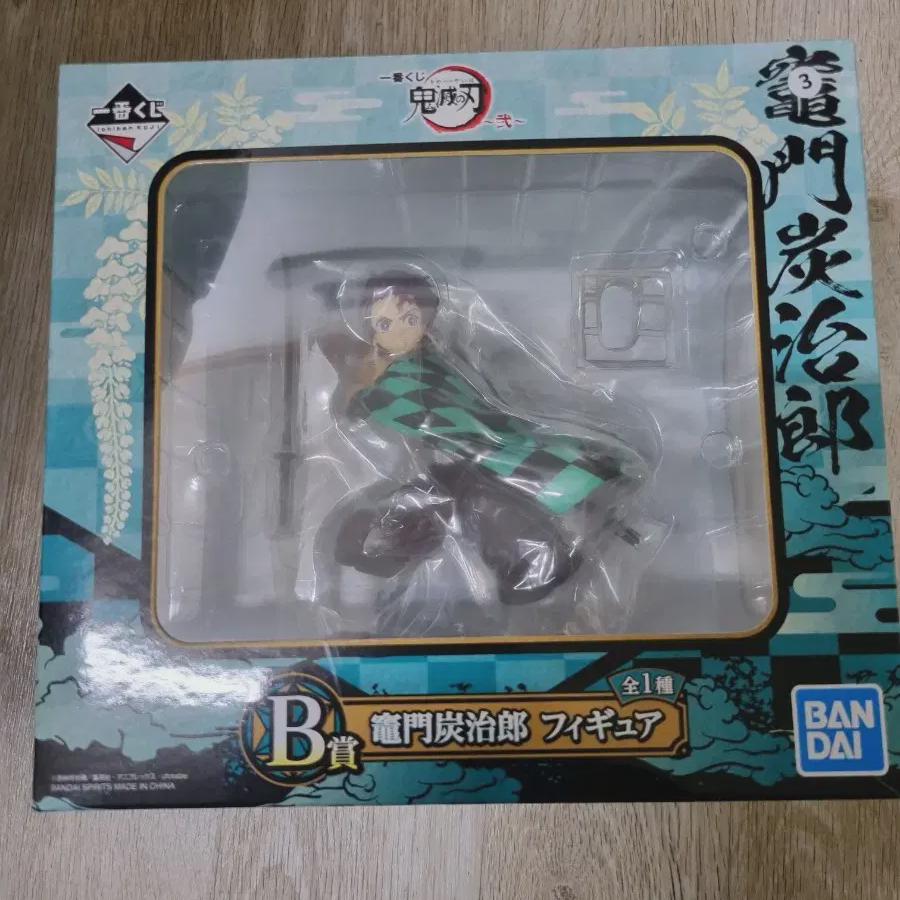 一番くじ
ichiban KUJI
一番くじ
鬼滅の刃
～弐～
3
竈門炭治郎
全1種
B賞
竈門炭治郎 フィギュア
BAN
DAI
BANDAI SPIRITS MADE IN CHINA